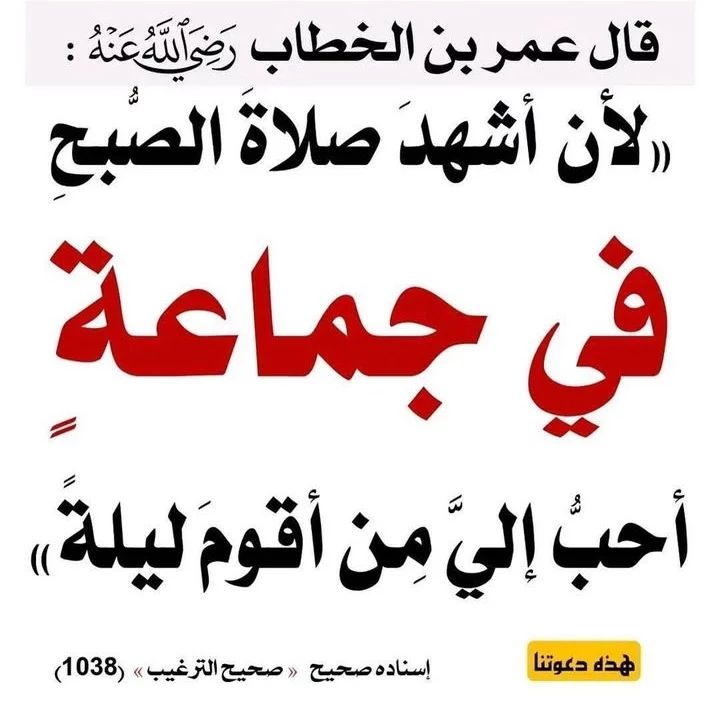 قال عمر بن الخطاب رَضِيَ اللَّهُ عَنْهُ :
((لأن أشهدَ صلاةَ الصُّبحِ
في جماعةٍ
أحبُّ إليَّ مِن أقومَ ليلةً))
هذه دعوتنا
إسناده صحيح « صحيح الترغيب » (1038)